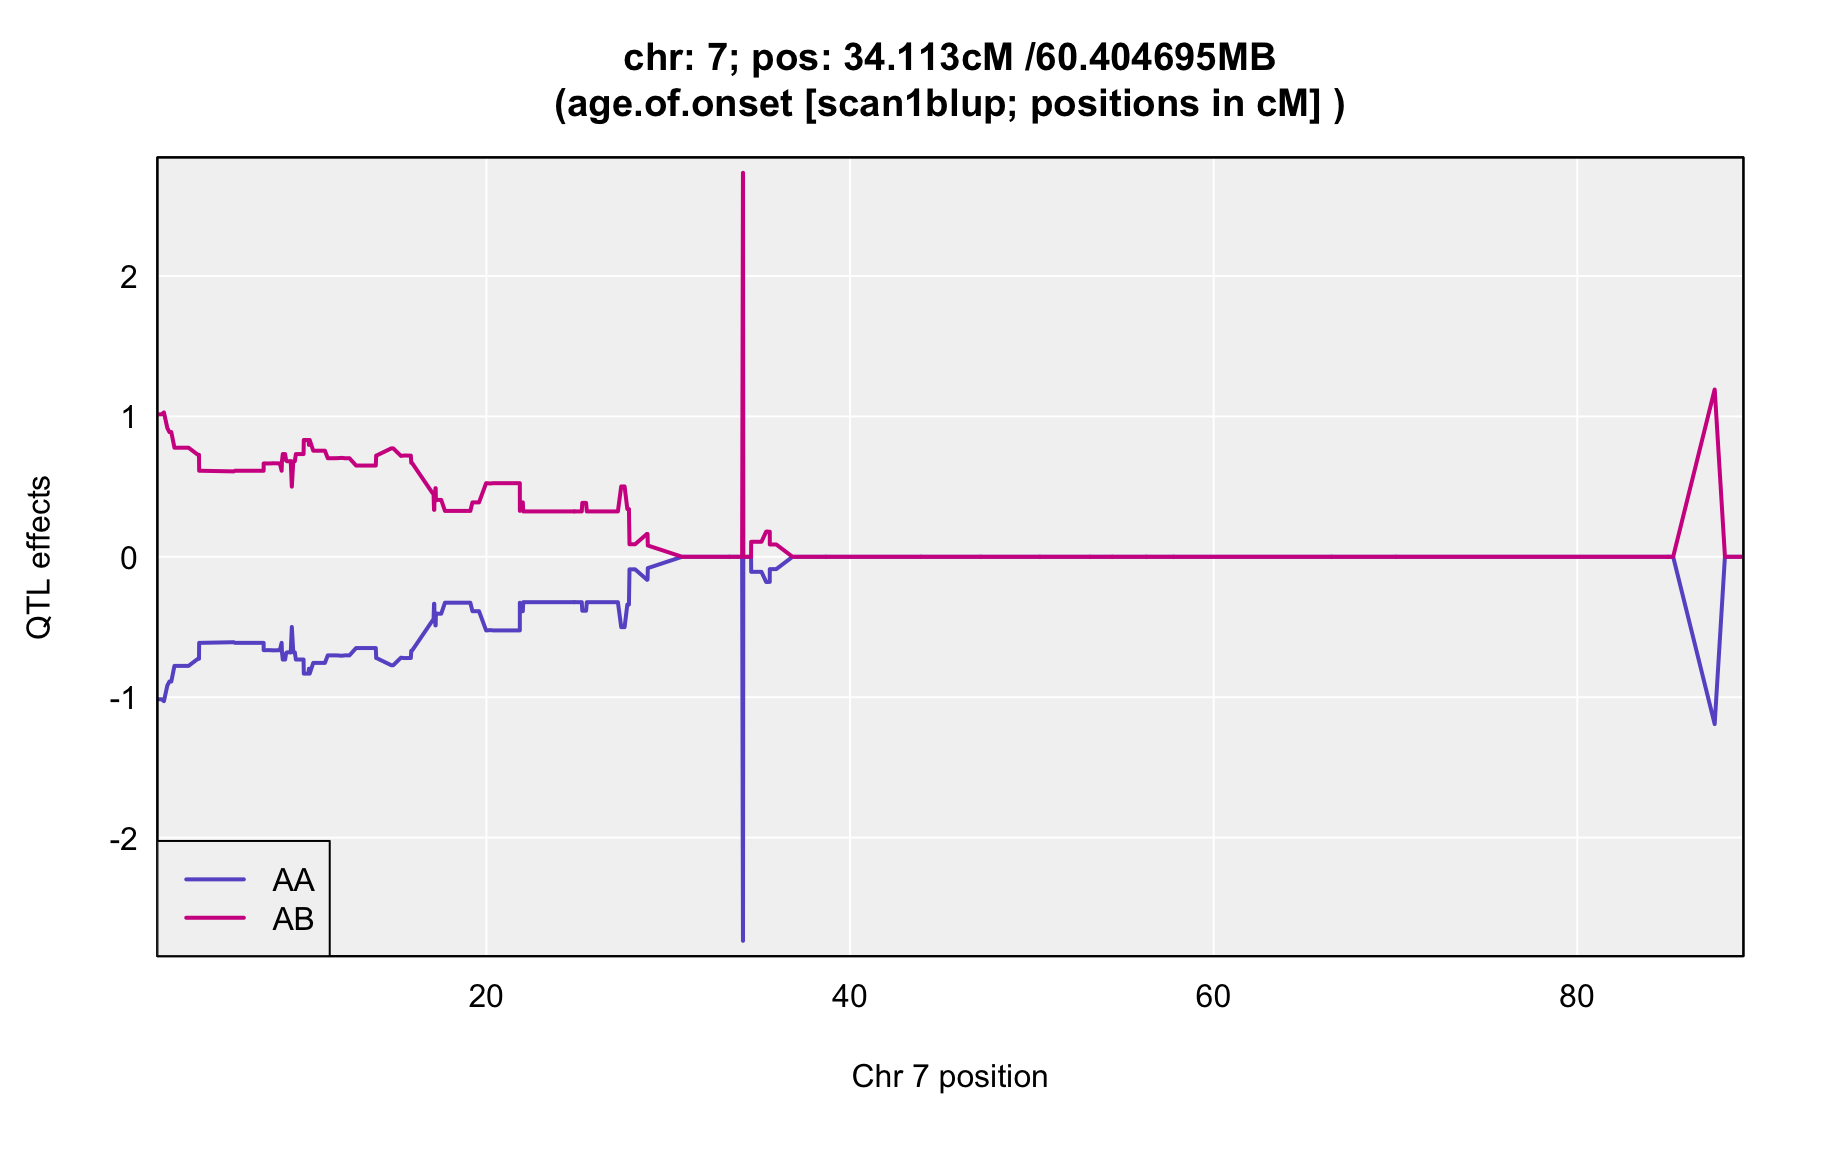 chr: 7; pos: 34.113cM /60.404695MB
(age.of.onset [scan1blup; positions in cM] )
QTL effects
2
1
0
-1
-2
AA
AB
20 40 60 80
Chr 7 position